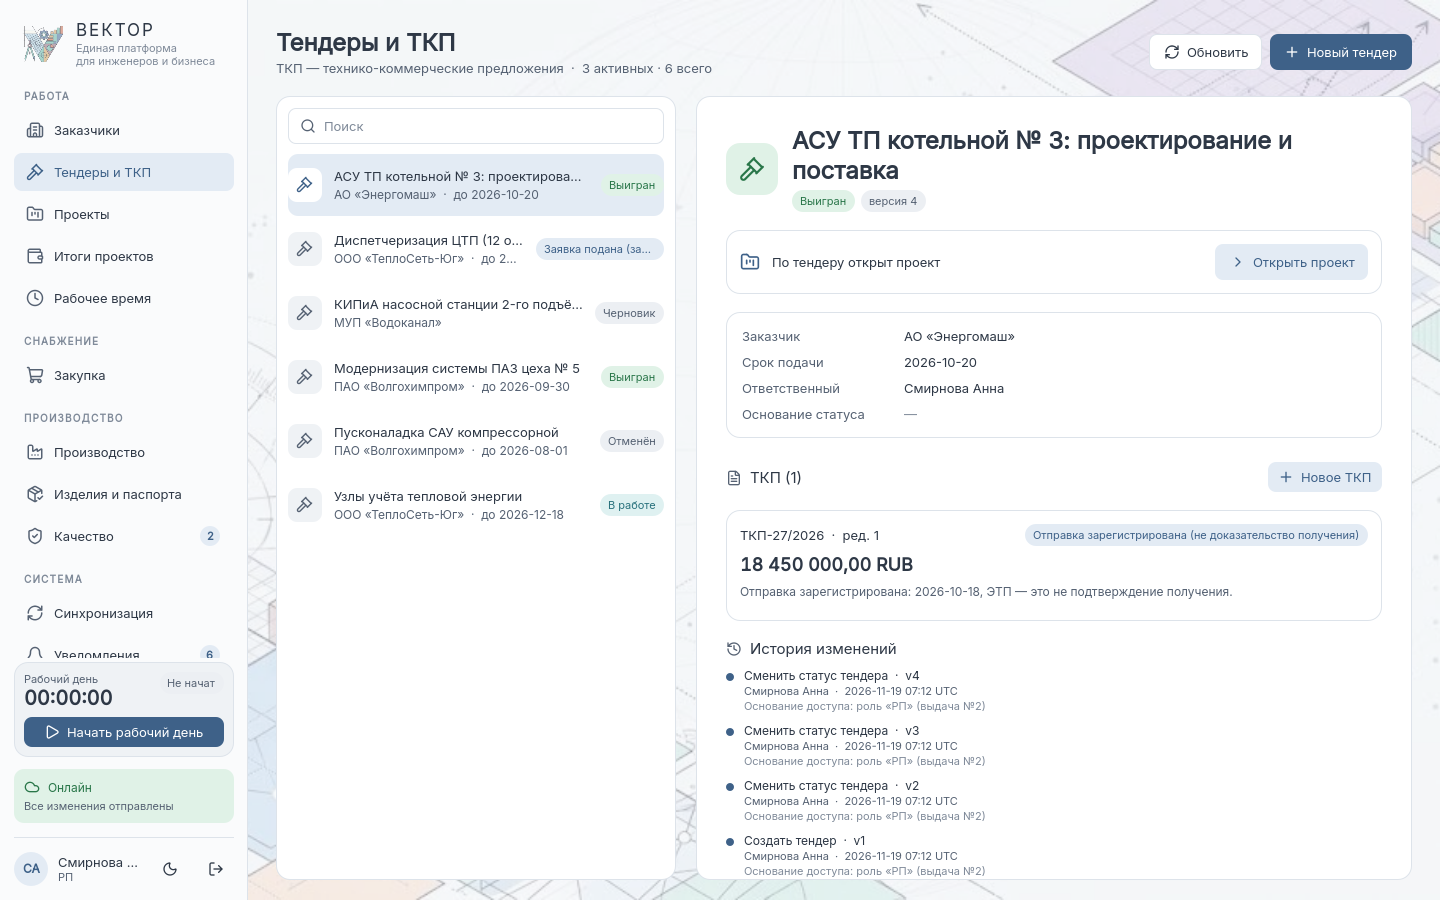 ВЕКТОР
Единая платформа
для инженеров и бизнеса
РАБОТА
Заказчики
Тендеры и ТКП
Проекты
Итоги проектов
Рабочее время
СНАБЖЕНИЕ
Закупка
ПРОИЗВОДСТВО
Производство
Изделия и паспорта
Качество
2
СИСТЕМА
Синхронизация
Уведомления
6
Рабочий день
Не начат
00:00:00
Начать рабочий день
Онлайн
Все изменения отправлены
СА
Смирнова ...
РП
Тендеры и ТКП
ТКП — технико-коммерческие предложения · 3 активных · 6 всего
Обновить
Новый тендер
Поиск
АСУ ТП котельной № 3: проектирова...
АО «Энергомаш» · до 2026-10-20
Выигран
Диспетчеризация ЦТП (12 о...
ООО «ТеплоСеть-Юг» · до 2...
Заявка подана (за...
КИПиА насосной станции 2-го подъё...
МУП «Водоканал»
Черновик
Модернизация системы ПАЗ цеха № 5
ПАО «Волгохимпром» · до 2026-09-30
Выигран
Пусконаладка САУ компрессорной
ПАО «Волгохимпром» · до 2026-08-01
Отменён
Узлы учёта тепловой энергии
ООО «ТеплоСеть-Юг» · до 2026-12-18
В работе
АСУ ТП котельной № 3: проектирование и
поставка
Выигран
версия 4
По тендеру открыт проект
Открыть проект
Заказчик АО «Энергомаш»
Срок подачи 2026-10-20
Ответственный Смирнова Анна
Основание статуса —
ТКП (1)
Новое ТКП
ТКП-27/2026 · ред. 1
Отправка зарегистрирована (не доказательство получения)
18 450 000,00 RUB
Отправка зарегистрирована: 2026-10-18, ЭТП — это не подтверждение получения.
История изменений
Сменить статус тендера · v4
Смирнова Анна · 2026-11-19 07:12 UTC
Основание доступа: роль «РП» (выдача №2)
Сменить статус тендера · v3
Смирнова Анна · 2026-11-19 07:12 UTC
Основание доступа: роль «РП» (выдача №2)
Сменить статус тендера · v2
Смирнова Анна · 2026-11-19 07:12 UTC
Основание доступа: роль «РП» (выдача №2)
Создать тендер · v1
Смирнова Анна · 2026-11-19 07:12 UTC
Основание доступа: роль «РП» (выдача №2)